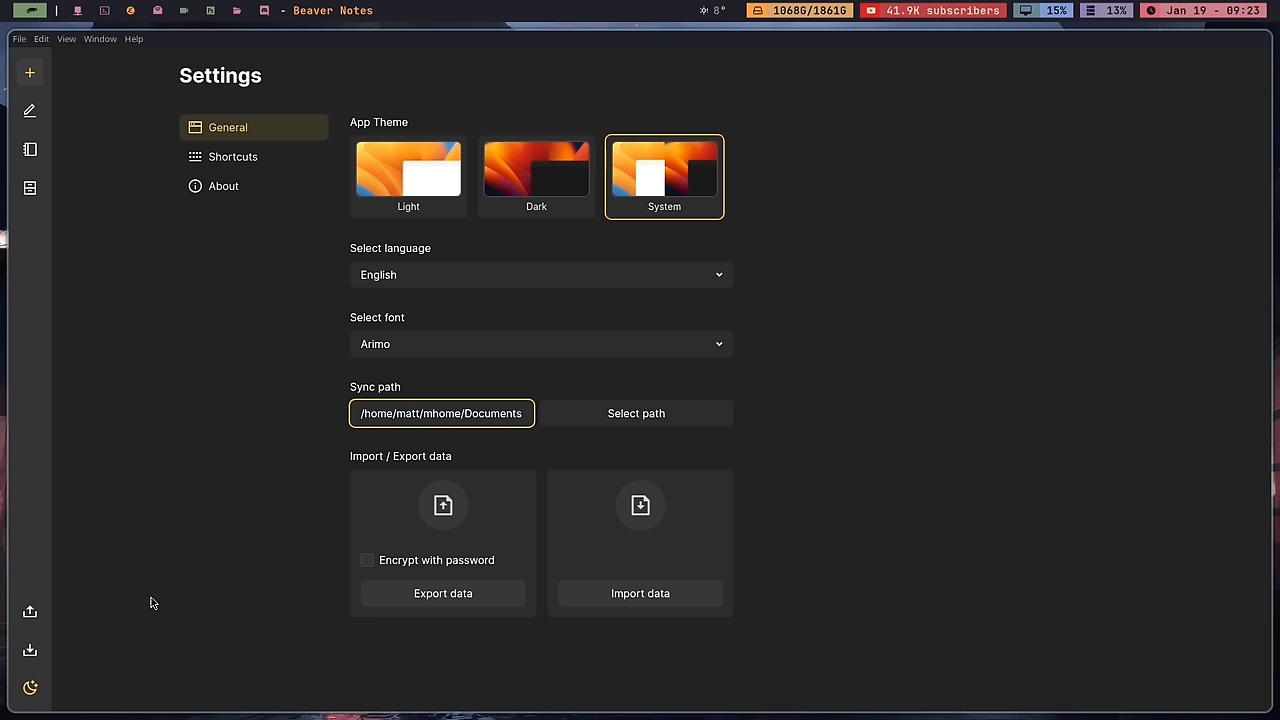 | - Beaver Notes 8° 1068G/1861G 41.9K subscribers 15% 13% Jan 19 - 09:23
File Edit View Window Help
Settings
General
Shortcuts
About
App Theme
Light Dark System
Select language
English
Select font
Arimo
Sync path
/home/matt/mhome/Documents Select path
Import / Export data
Encrypt with password
Export data Import data